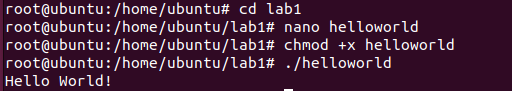 root@ubuntu:/home/ubuntu# cd lab1
root@ubuntu:/home/ubuntu/lab1# nano helloworld
root@ubuntu:/home/ubuntu/lab1# chmod +x helloworld
root@ubuntu:/home/ubuntu/lab1# ./helloworld
Hello World!